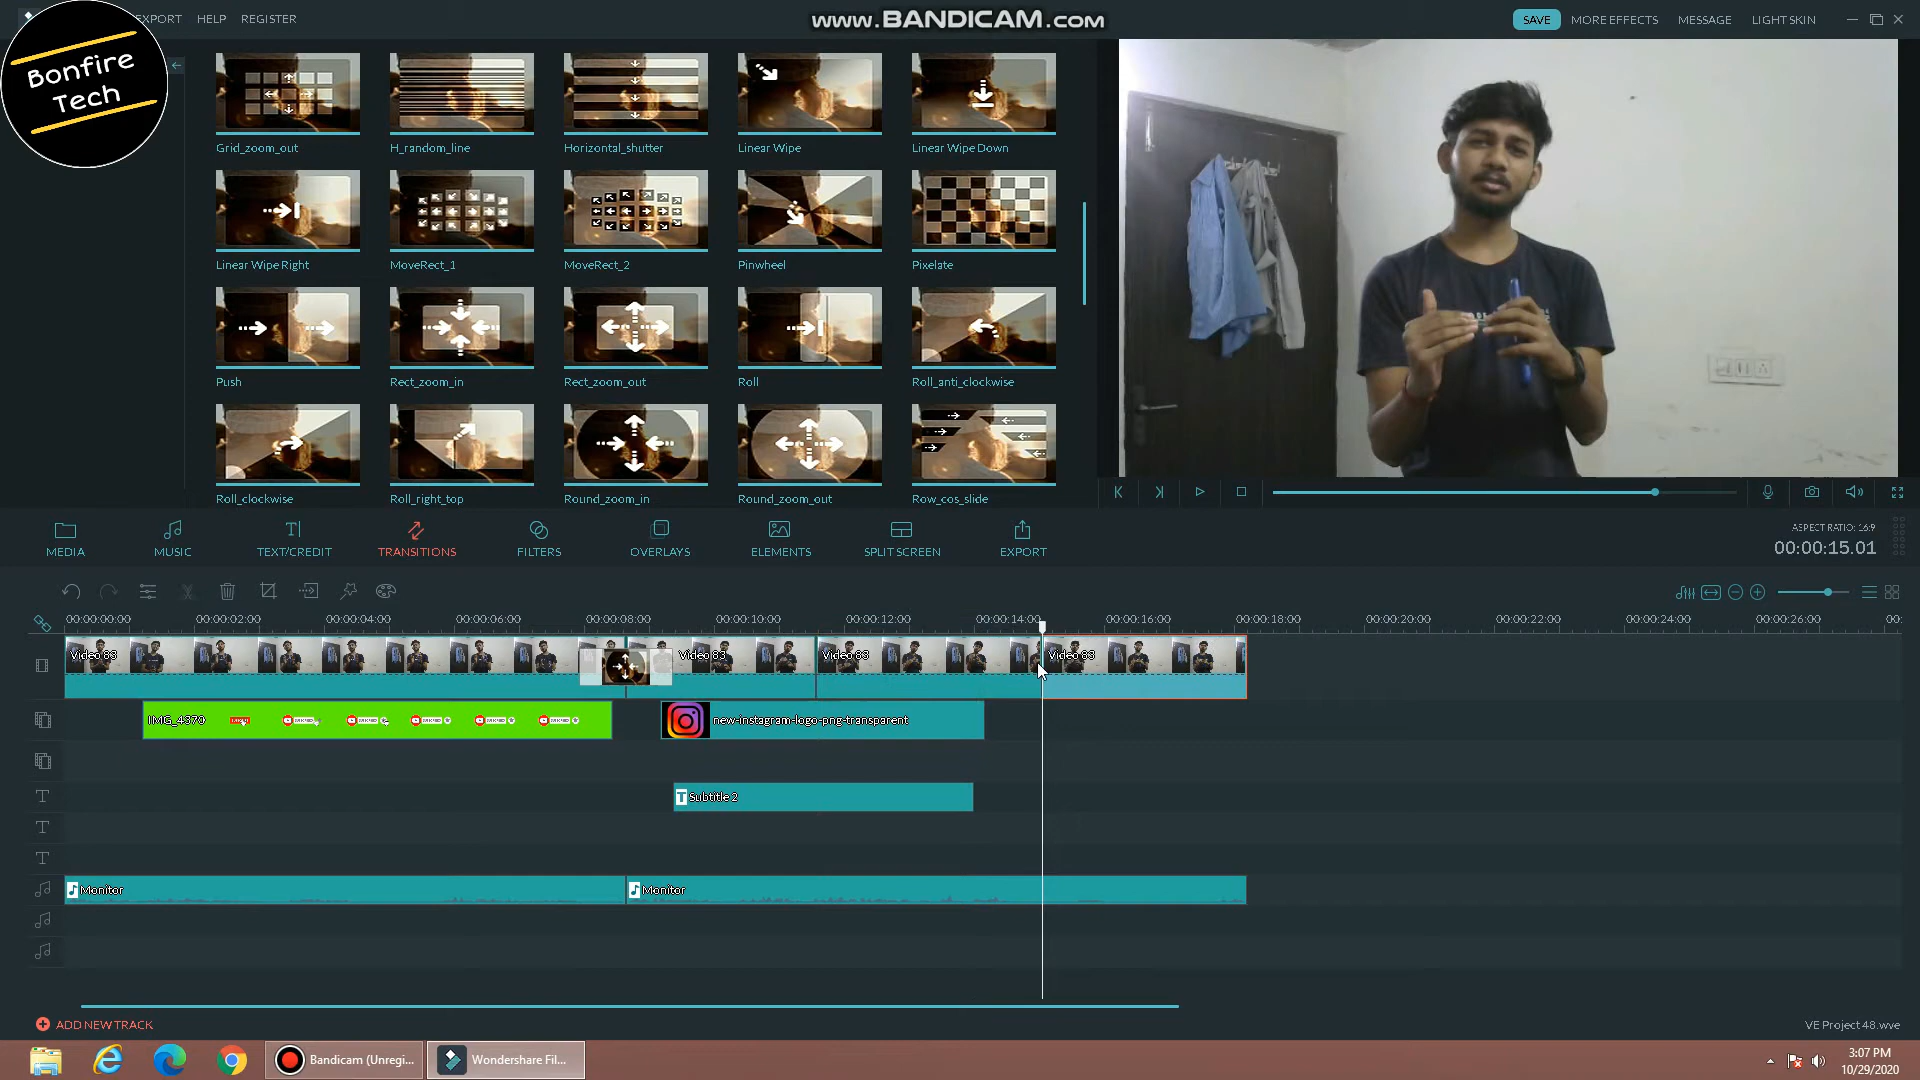 EXPORT HELP REGISTER
www.BANDICAM.com
SAVE MORE EFFECTS MESSAGE LIGHT SKIN
Bonfire
Tech
Grid_zoom_out H_random_line Horizontal_shutter Linear Wipe Linear Wipe Down
Linear Wipe Right MoveRect_1 MoveRect_2 Pinwheel Pixelate
Push Rect_zoom_in Rect_zoom_out Roll Roll_anti_clockwise
Roll_clockwise Roll_right_top Round_zoom_in Round_zoom_out Row_cos_slide
MEDIA MUSIC TEXT/CREDIT TRANSITIONS FILTERS OVERLAYS ELEMENTS SPLIT SCREEN EXPORT
ASPECT RATIO: 16:9
00:00:15.01
00:00:00:00 00:00:02:00 00:00:04:00 00:00:06:00 00:00:08:00 00:00:10:00 00:00:12:00 00:00:14:00 00:00:16:00 00:00:18:00 00:00:20:00 00:00:22:00 00:00:24:00 00:00:26:00 00:
Video 83 Video 83 Video 83 Video 83
IMG_4370 new-instagram-logo-png-transparent
Subtitle 2
Monitor Monitor
ADD NEW TRACK
VE Project 48.wve
Bandicam (Unregi... Wondershare Fil...
3:07 PM
10/29/2020